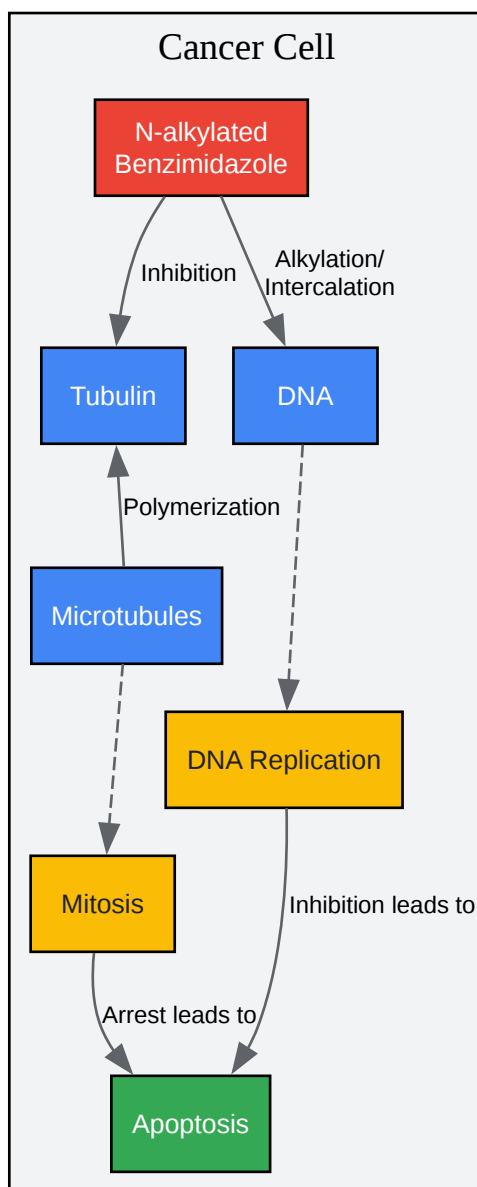 Cancer Cell
N-alkylated
Benzimidazole
Inhibition
Alkylation/
Intercalation
Tubulin
DNA
Polymerization
Microtubules
DNA Replication
Mitosis
Inhibition leads to
Arrest leads to
Apoptosis